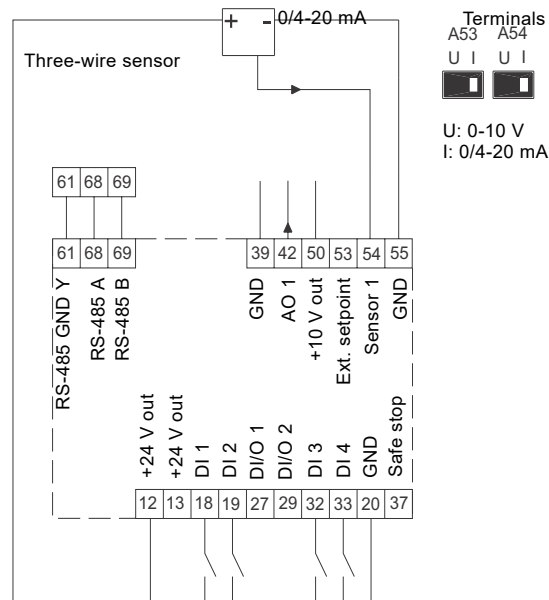 + - 0/4-20 mA
Three-wire sensor
Terminals
A53 A54
U I U I
U: 0-10 V
I: 0/4-20 mA
61 68 69
61 68 69
39 42 50 53 54 55
RS-485 GND Y
RS-485 A
RS-485 B
GND
AO 1
+10 V out
Ext. setpoint
Sensor 1
GND
+24 V out
+24 V out
DI 1
DI 2
DI/O 1
DI/O 2
DI 3
DI 4
GND
Safe stop
12 13 18 19 27 29 32 33 20 37